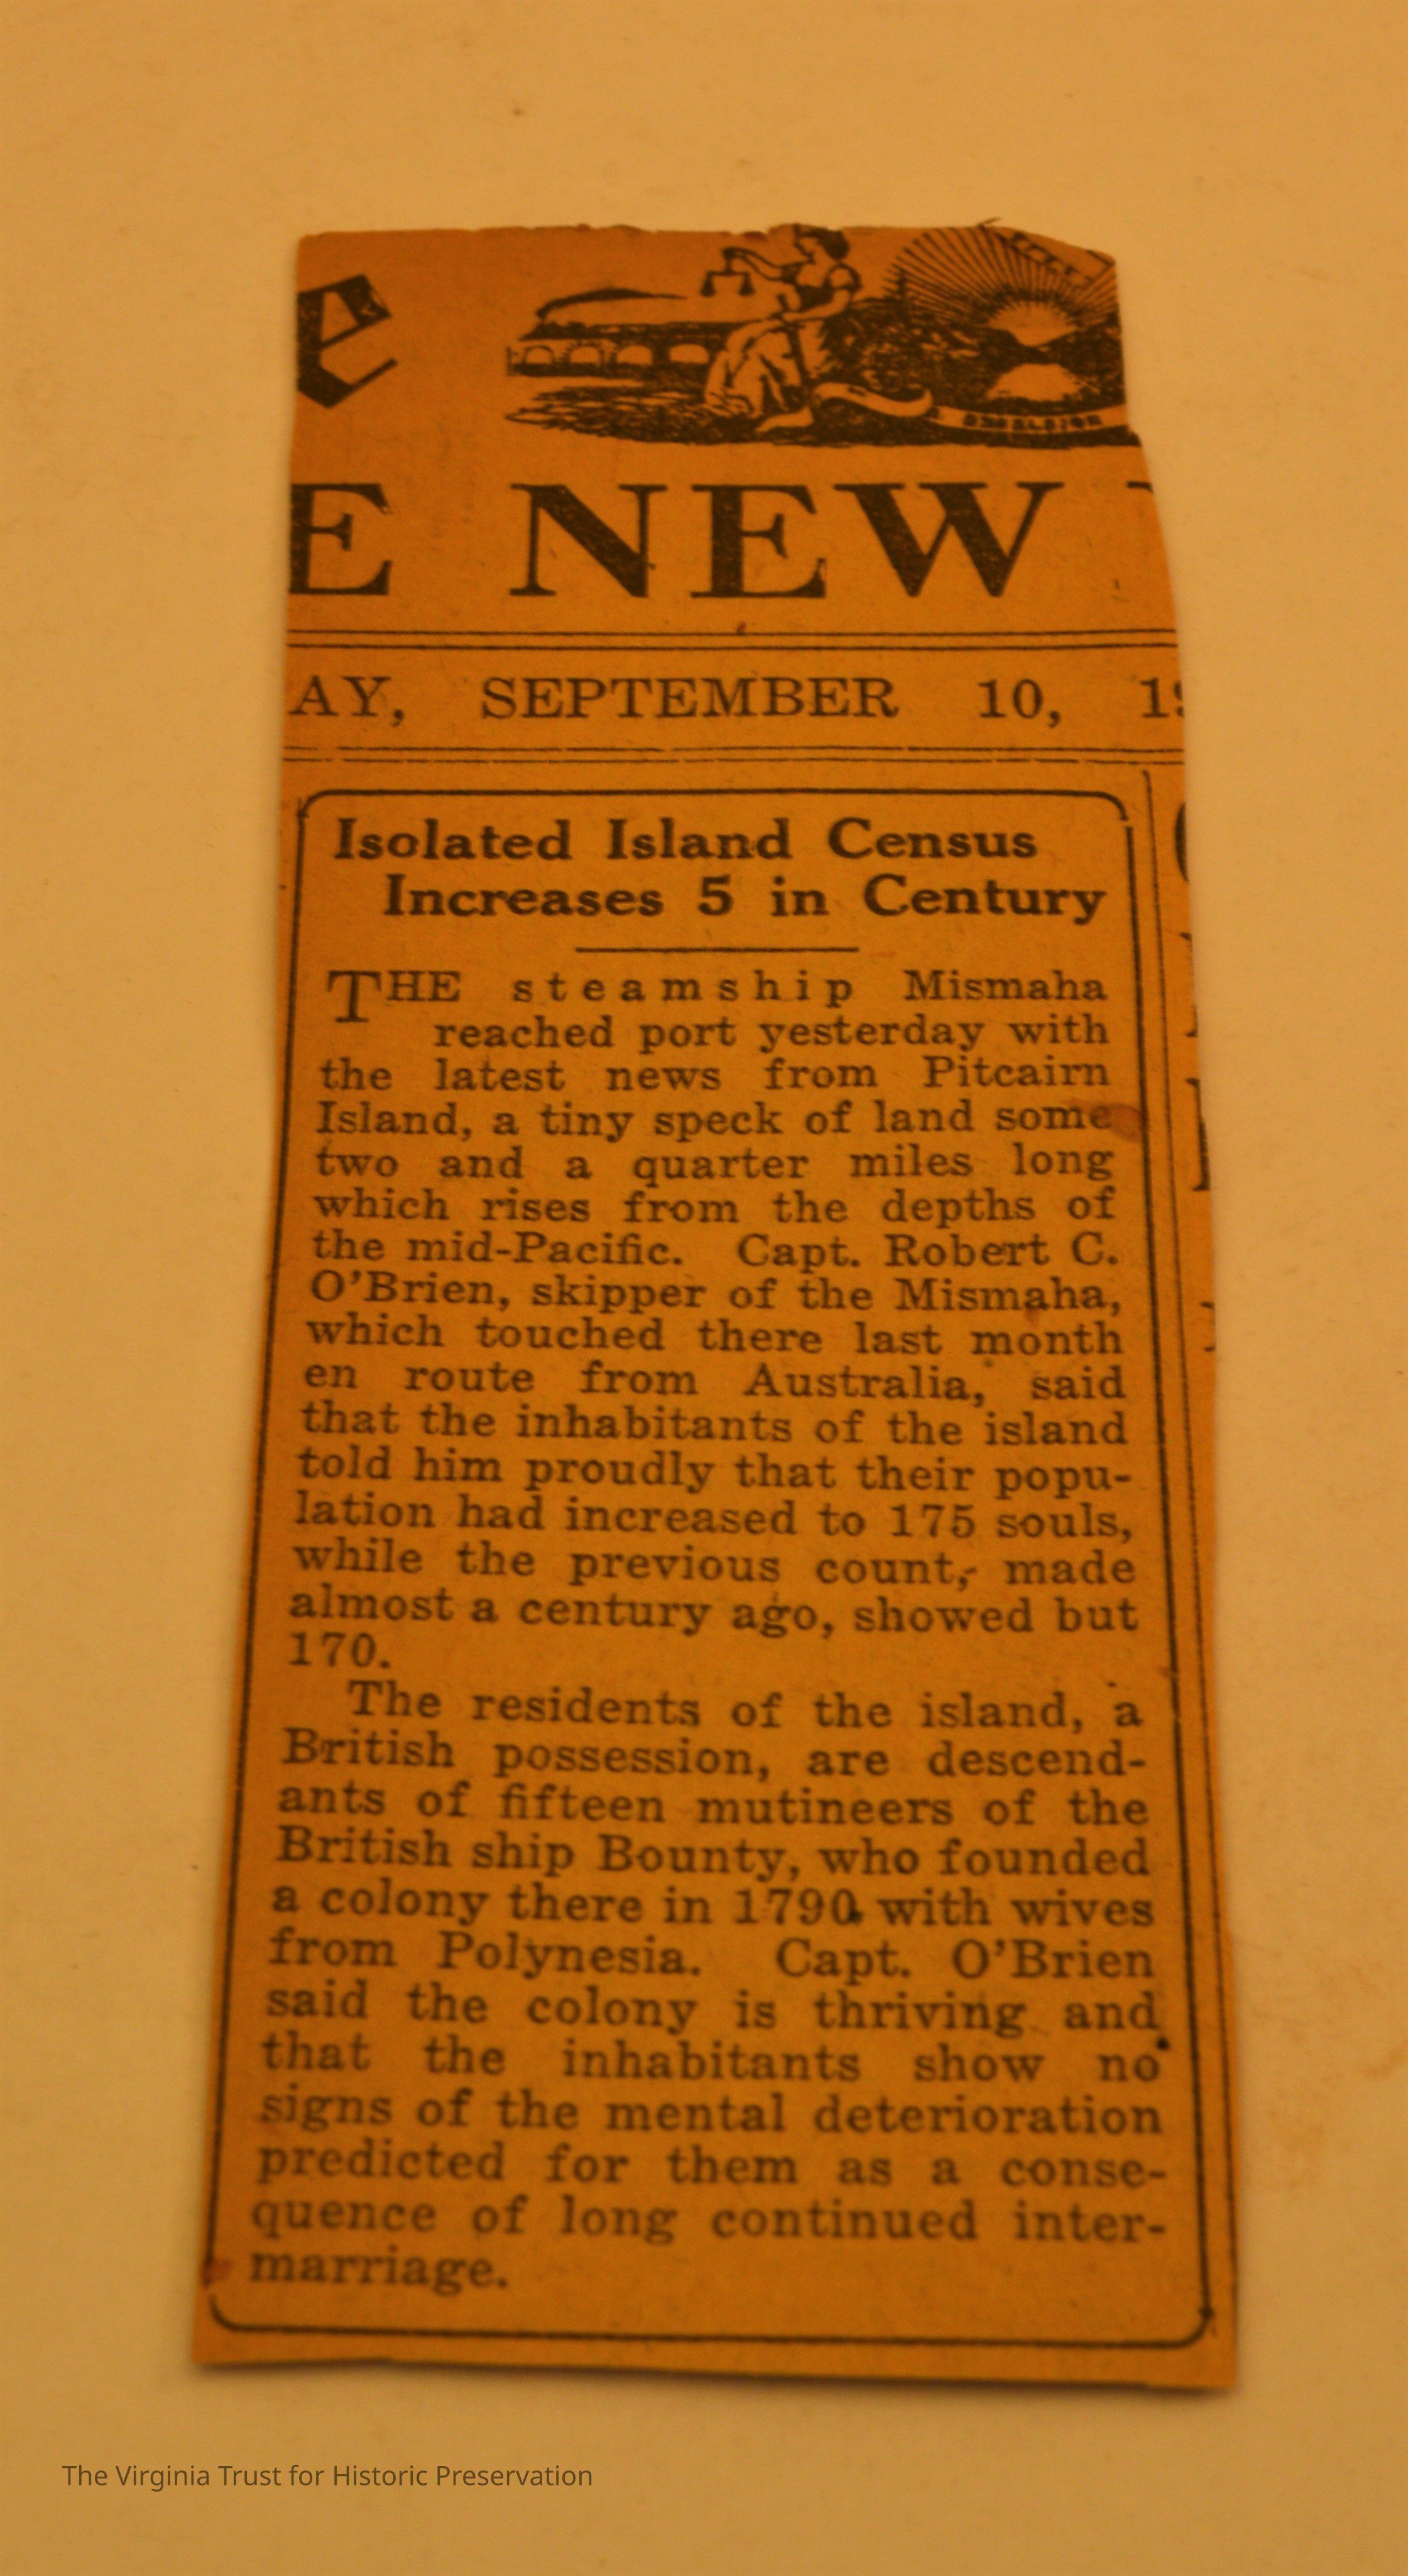 e
EXCELSIOR
E NEW
AY, SEPTEMBER 10, 19
Isolated Island Census
Increases 5 in Century
THE steamship Mismaha
reached port yesterday with
the latest news from Pitcairn
Island, a tiny speck of land some
two and a quarter miles long
which rises from the depths of
the mid-Pacific. Capt. Robert C.
O'Brien, skipper of the Mismaha,
which touched there last month
en route from Australia, said
that the inhabitants of the island
told him proudly that their popu-
lation had increased to 175 souls,
while the previous count, made
almost a century ago, showed but
170.
The residents of the island, a
British possession, are descend-
ants of fifteen mutineers of the
British ship Bounty, who founded
a colony there in 1790 with wives
from Polynesia. Capt. O'Brien
said the colony is thriving and
that the inhabitants show no
signs of the mental deterioration
predicted for them as a conse-
quence of long continued inter-
marriage.
The Virginia Trust for Historic Preservation